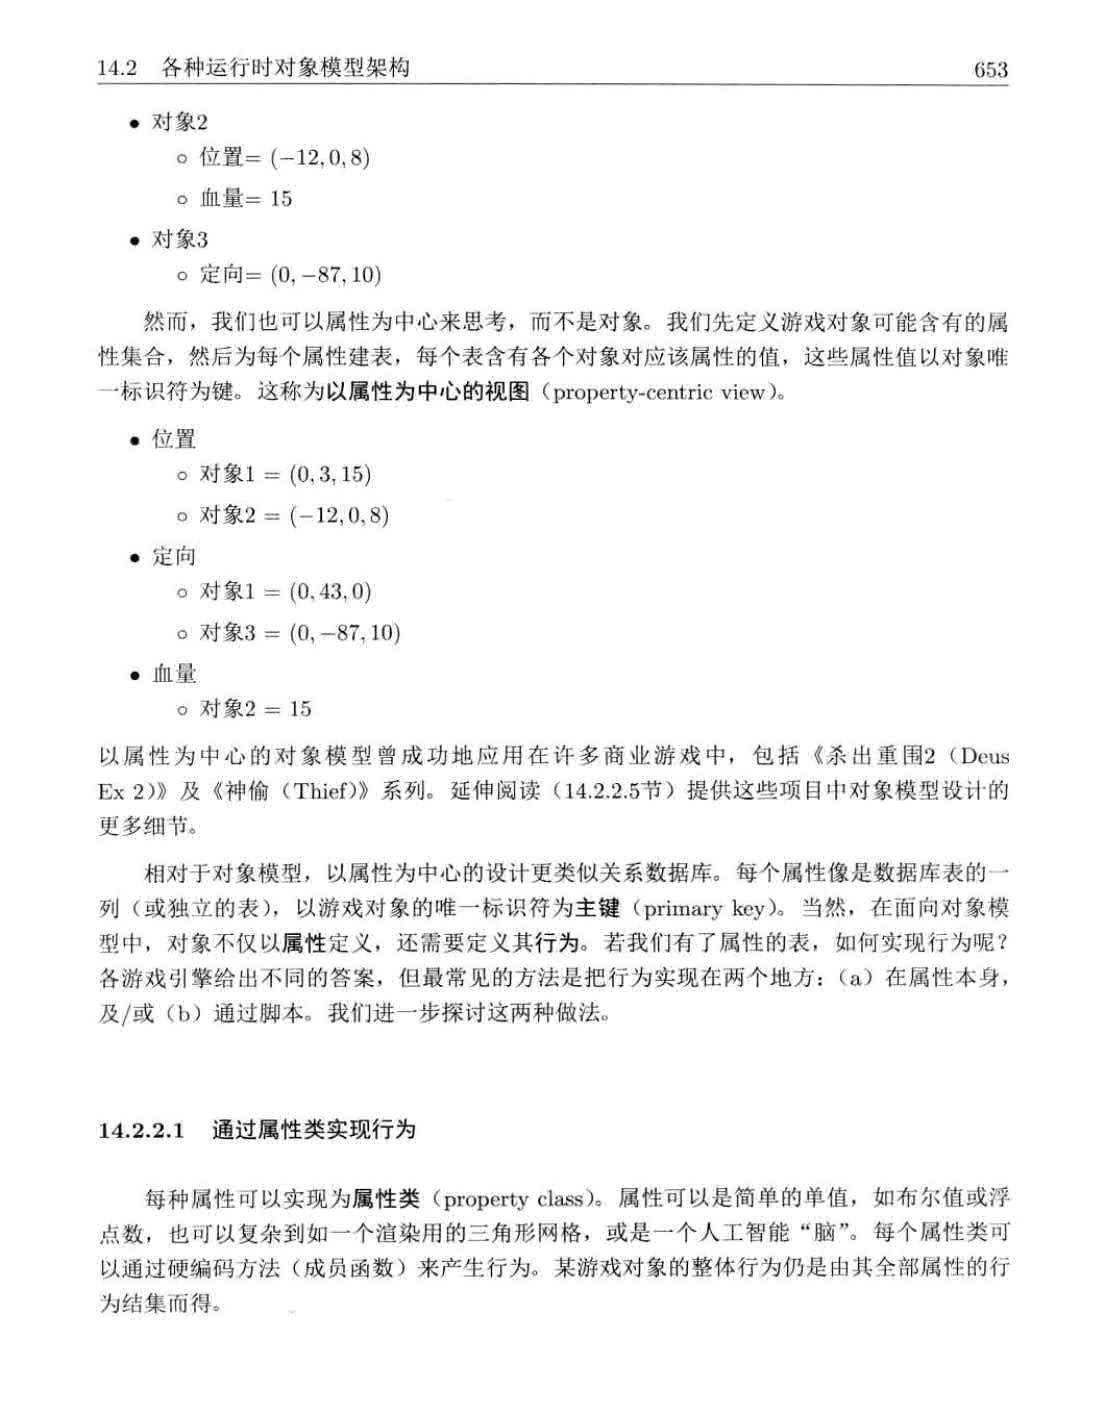 14.2 各种运行时对象模型架构 653
• 对象2
◦ 位置= (−12, 0, 8)
◦ 血量= 15
• 对象3
◦ 定向= (0, −87, 10)
然而，我们也可以属性为中心来思考，而不是对象。我们先定义游戏对象可能含有的属
性集合，然后为每个属性建表，每个表含有各个对象对应该属性的值，这些属性值以对象唯
一标识符为键。这称为以属性为中心的视图（property-centric view）。
• 位置
◦ 对象1 = (0, 3, 15)
◦ 对象2 = (−12, 0, 8)
• 定向
◦ 对象1 = (0, 43, 0)
◦ 对象3 = (0, −87, 10)
• 血量
◦ 对象2 = 15
以属性为中心的对象模型曾成功地应用在许多商业游戏中，包括《杀出重围2（Deus
Ex 2）》及《神偷（Thief）》系列。延伸阅读（14.2.2.5节）提供这些项目中对象模型设计的
更多细节。
相对于对象模型，以属性为中心的设计更类似关系数据库。每个属性像是数据库表的一
列（或独立的表），以游戏对象的唯一标识符为主键（primary key）。当然，在面向对象模
型中，对象不仅以属性定义，还需要定义其行为。若我们有了属性的表，如何实现行为呢？
各游戏引擎给出不同的答案，但最常见的方法是把行为实现在两个地方：（a）在属性本身，
及/或（b）通过脚本。我们进一步探讨这两种做法。
14.2.2.1 通过属性类实现行为
每种属性可以实现为属性类（property class）。属性可以是简单的单值，如布尔值或浮
点数，也可以复杂到如一个渲染用的三角形网格，或是一个人工智能“脑”。每个属性类可
以通过硬编码方法（成员函数）来产生行为。某游戏对象的整体行为仍是由其全部属性的行
为结集而得。